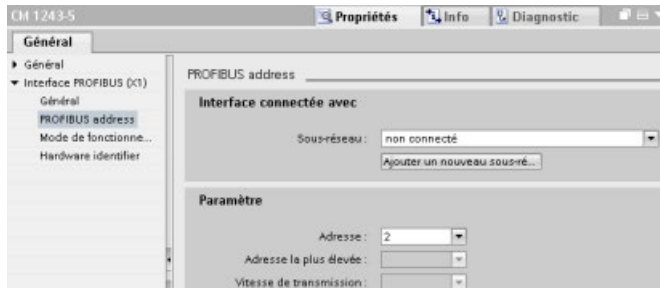 CM 1243-5
Propriétés
Info
Diagnostic
Général
Général
Interface PROFIBUS (X1)
Général
PROFIBUS address
Mode de fonctionne...
Hardware identifier
PROFIBUS address
Interface connectée avec
Sous-réseau : non connecté
Ajouter un nouveau sous-ré...
Paramètre
Adresse : 2
Adresse la plus élevée :
Vitesse de transmission :